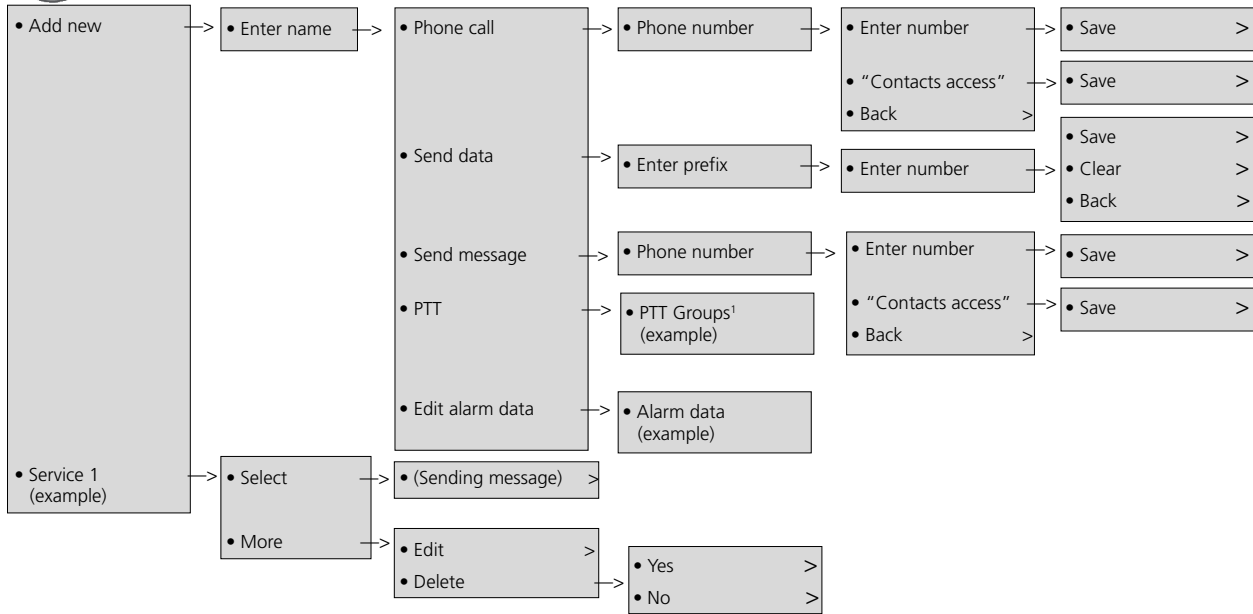 • Add new -> • Enter name -> • Phone call -> • Phone number -> • Enter number -> • Save >
• “Contacts access” -> • Save >
• Back >
• Send data -> • Enter prefix -> • Enter number -> • Save >
• Clear >
• Back >
• Send message -> • Phone number -> • Enter number -> • Save >
• PTT -> • PTT Groups¹
(example)
• “Contacts access” -> • Save >
• Back >
• Edit alarm data -> • Alarm data
(example)
• Service 1
(example) -> • Select -> • (Sending message) >
• More -> • Edit >
• Delete -> • Yes >
• No >